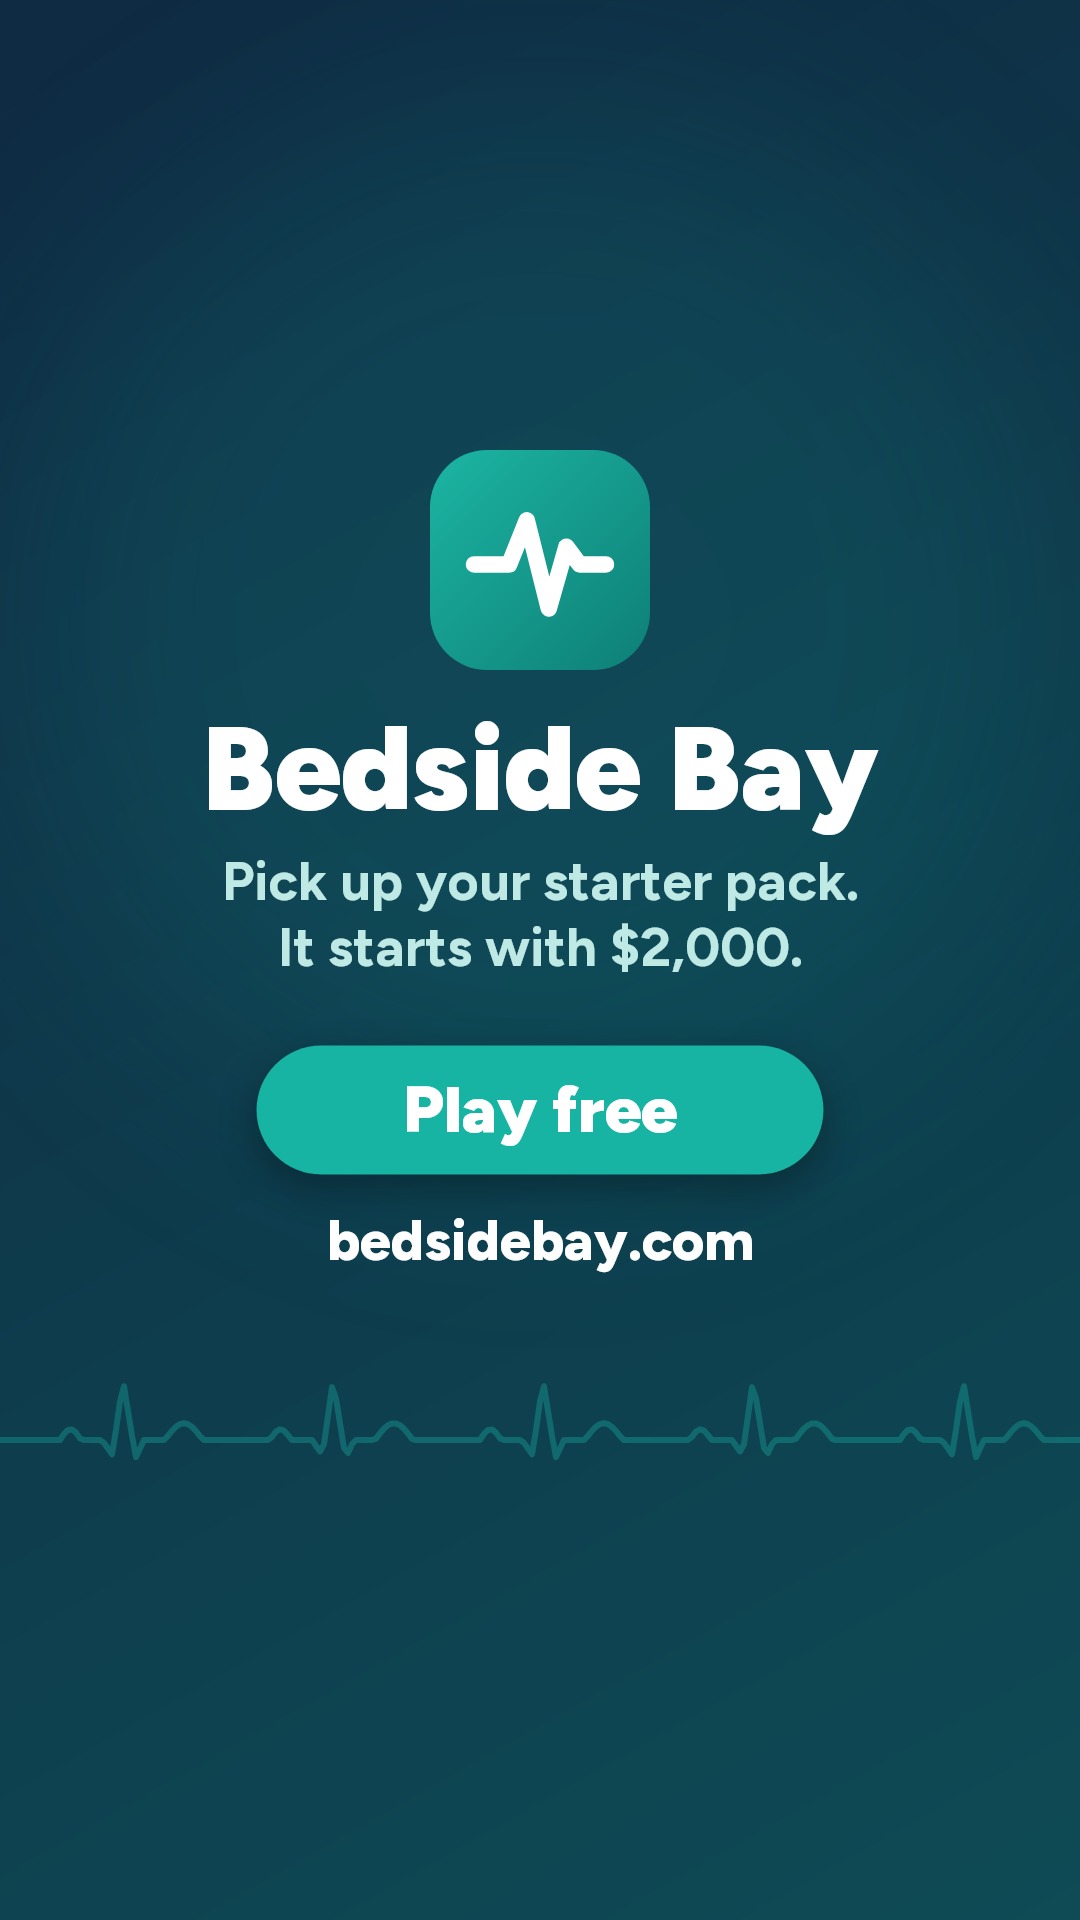 Bedside Bay
Pick up your starter pack.
It starts with $2,000.
Play free
bedsidebay.com